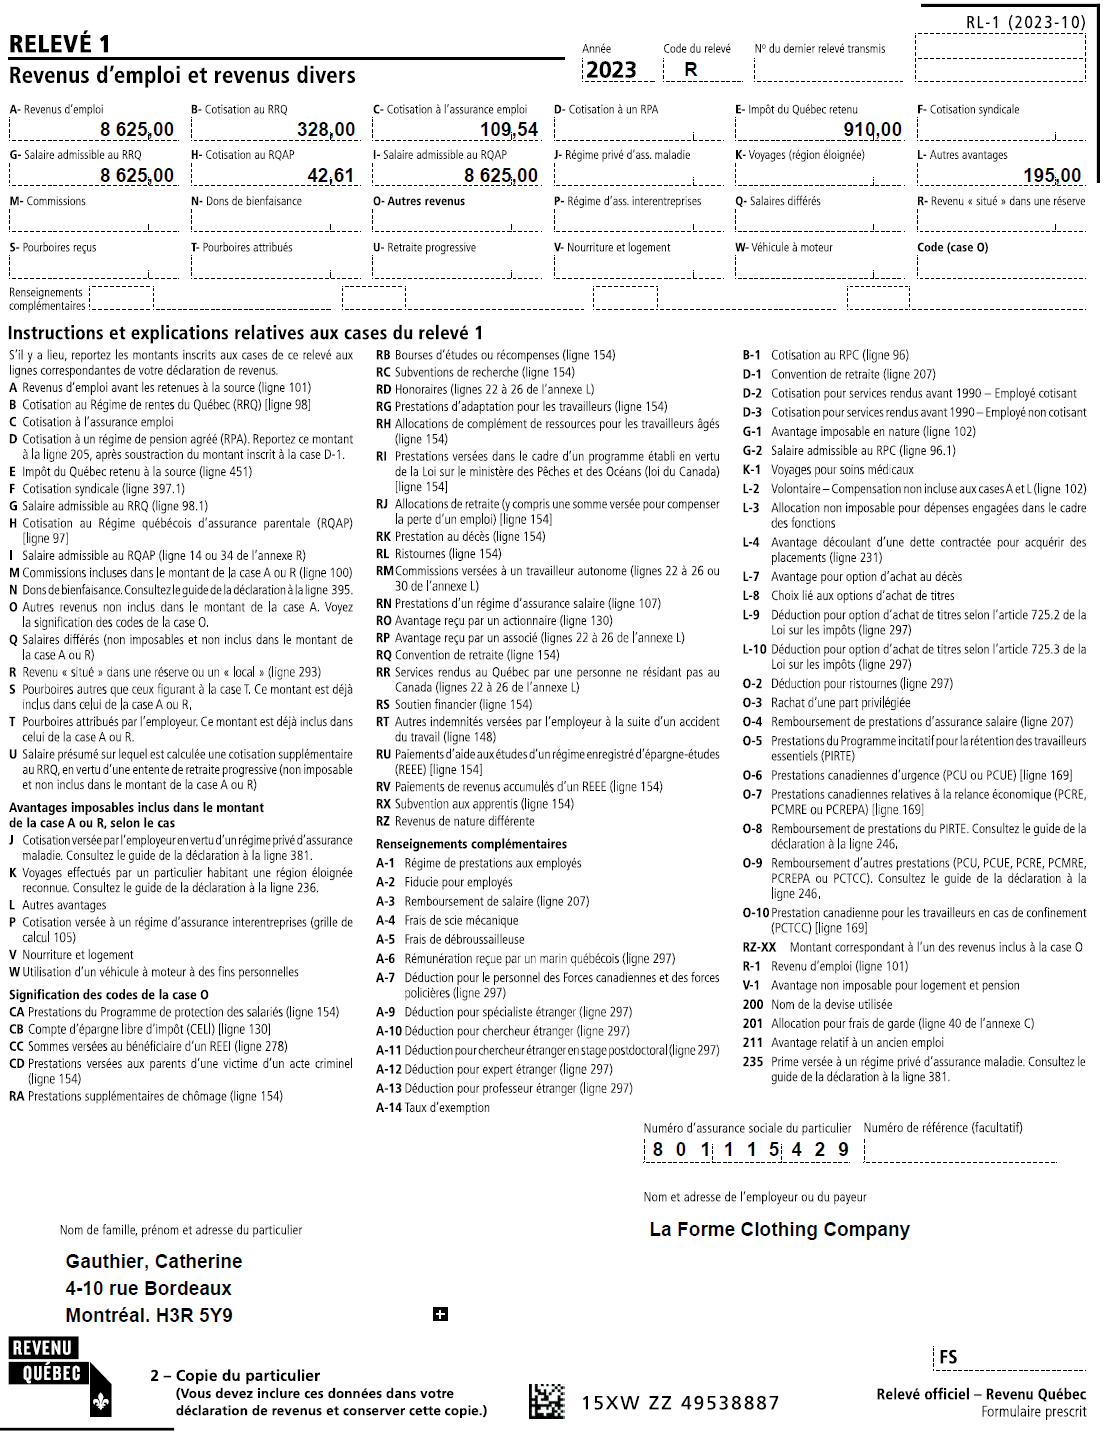 RL-1 (2023-10)
RELEVÉ 1
Revenus d'emploi et revenus divers
Année
2023
Code du relevé
R
Nº du dernier relevé transmis
A- Revenus d'emploi
8 625,00
B- Cotisation au RRQ
328,00
C- Cotisation à l'assurance emploi
109,54
D- Cotisation à un RPA
E- Impôt du Québec retenu
910,00
F- Cotisation syndicale
G- Salaire admissible au RRQ
8 625,00
H- Cotisation au RQAP
42,61
I- Salaire admissible au RQAP
8 625,00
J- Régime privé d'ass. maladie
K- Voyages (région éloignée)
L- Autres avantages
195,00
M- Commissions
N- Dons de bienfaisance
O- Autres revenus
P- Régime d'ass. interentreprises
Q- Salaires différés
R- Revenu « situé » dans une réserve
S- Pourboires reçus
T- Pourboires attribués
U- Retraite progressive
V- Nourriture et logement
W- Véhicule à moteur
Code (case O)
Renseignements
complémentaires
Instructions et explications relatives aux cases du relevé 1
S'il y a lieu, reportez les montants inscrits aux cases de ce relevé aux
lignes correspondantes de votre déclaration de revenus.
A Revenus d'emploi avant les retenues à la source (ligne 101)
B Cotisation au Régime de rentes du Québec (RRQ) [ligne 98]
C Cotisation à l'assurance emploi
D Cotisation à un régime de pension agréé (RPA). Reportez ce montant
à la ligne 205, après soustraction du montant inscrit à la case D-1.
E Impôt du Québec retenu à la source (ligne 451)
F Cotisation syndicale (ligne 397.1)
G Salaire admissible au RRQ (ligne 98.1)
H Cotisation au Régime québécois d'assurance parentale (RQAP)
[ligne 97]
I Salaire admissible au RQAP (ligne 14 ou 34 de l'annexe R)
M Commissions incluses dans le montant de la case A ou R (ligne 100)
N Dons de bienfaisance. Consultez le guide de la déclaration à la ligne 395.
O Autres revenus non inclus dans le montant de la case A. Voyez
la signification des codes de la case O.
Q Salaires différés (non imposables et non inclus dans le montant de
la case A ou R)
R Revenu « situé » dans une réserve ou un « local » (ligne 293)
S Pourboires autres que ceux figurant à la case T. Ce montant est déjà
inclus dans celui de la case A ou R.
T Pourboires attribués par l'employeur. Ce montant est déjà inclus dans
celui de la case A ou R.
U Salaire présumé sur lequel est calculée une cotisation supplémentaire
au RRQ, en vertu d'une entente de retraite progressive (non imposable
et non inclus dans le montant de la case A ou R)
Avantages imposables inclus dans le montant
de la case A ou R, selon le cas
J Cotisation versée par l'employeur en vertu d'un régime privé d'assurance
maladie. Consultez le guide de la déclaration à la ligne 381.
K Voyages effectués par un particulier habitant une région éloignée
reconnue. Consultez le guide de la déclaration à la ligne 236.
L Autres avantages
P Cotisation versée à un régime d'assurance interentreprises (grille de
calcul 105)
V Nourriture et logement
W Utilisation d'un véhicule à moteur à des fins personnelles
Signification des codes de la case O
CA Prestations du Programme de protection des salariés (ligne 154)
CB Compte d'épargne libre d'impôt (CELI) [ligne 130]
CC Sommes versées au bénéficiaire d'un REEI (ligne 278)
CD Prestations versées aux parents d'une victime d'un acte criminel
(ligne 154)
RA Prestations supplémentaires de chômage (ligne 154)
RB Bourses d'études ou récompenses (ligne 154)
RC Subventions de recherche (ligne 154)
RD Honoraires (lignes 22 à 26 de l'annexe L)
RG Prestations d'adaptation pour les travailleurs (ligne 154)
RH Allocations de complément de ressources pour les travailleurs âgés
(ligne 154)
RI Prestations versées dans le cadre d'un programme établi en vertu
de la Loi sur le ministère des Pêches et des Océans (loi du Canada)
[ligne 154]
RJ Allocations de retraite (y compris une somme versée pour compenser
la perte d'un emploi) [ligne 154]
RK Prestation au décès (ligne 154)
RL Ristournes (ligne 154)
RM Commissions versées à un travailleur autonome (lignes 22 à 26 ou
30 de l'annexe L)
RN Prestations d'un régime d'assurance salaire (ligne 107)
RO Avantage reçu par un actionnaire (ligne 130)
RP Avantage reçu par un associé (lignes 22 à 26 de l'annexe L)
RQ Convention de retraite (ligne 154)
RR Services rendus au Québec par une personne ne résidant pas au
Canada (lignes 22 à 26 de l'annexe L)
RS Soutien financier (ligne 154)
RT Autres indemnités versées par l'employeur à la suite d'un accident
du travail (ligne 148)
RU Paiements d'aide aux études d'un régime enregistré d'épargne-études
(REEE) [ligne 154]
RV Paiements de revenus accumulés d'un REEE (ligne 154)
RX Subvention aux apprentis (ligne 154)
RZ Revenus de nature différente
Renseignements complémentaires
A-1 Régime de prestations aux employés
A-2 Fiducie pour employés
A-3 Remboursement de salaire (ligne 207)
A-4 Frais de scie mécanique
A-5 Frais de débroussailleuse
A-6 Rémunération reçue par un marin québécois (ligne 297)
A-7 Déduction pour le personnel des Forces canadiennes et des forces
policières (ligne 297)
A-9 Déduction pour spécialiste étranger (ligne 297)
A-10 Déduction pour chercheur étranger (ligne 297)
A-11 Déduction pour chercheur étranger en stage postdoctoral (ligne 297)
A-12 Déduction pour expert étranger (ligne 297)
A-13 Déduction pour professeur étranger (ligne 297)
A-14 Taux d'exemption
B-1 Cotisation au RPC (ligne 96)
D-1 Convention de retraite (ligne 207)
D-2 Cotisation pour services rendus avant 1990 – Employé cotisant
D-3 Cotisation pour services rendus avant 1990 – Employé non cotisant
G-1 Avantage imposable en nature (ligne 102)
G-2 Salaire admissible au RPC (ligne 96.1)
K-1 Voyages pour soins médicaux
L-2 Volontaire – Compensation non incluse aux cases A et L (ligne 102)
L-3 Allocation non imposable pour dépenses engagées dans le cadre
des fonctions
L-4 Avantage découlant d'une dette contractée pour acquérir des
placements (ligne 231)
L-7 Avantage pour option d'achat au décès
L-8 Choix lié aux options d'achat de titres
L-9 Déduction pour option d'achat de titres selon l'article 725.2 de la
Loi sur les impôts (ligne 297)
L-10 Déduction pour option d'achat de titres selon l'article 725.3 de la
Loi sur les impôts (ligne 297)
O-2 Déduction pour ristournes (ligne 297)
O-3 Rachat d'une part privilégiée
O-4 Remboursement de prestations d'assurance salaire (ligne 207)
O-5 Prestations du Programme incitatif pour la rétention des travailleurs
essentiels (PIRTE)
O-6 Prestations canadiennes d'urgence (PCU ou PCUE) [ligne 169]
O-7 Prestations canadiennes relatives à la relance économique (PCRE,
PCMRE ou PCREPA) [ligne 169]
O-8 Remboursement de prestations du PIRTE. Consultez le guide de la
déclaration à la ligne 246.
O-9 Remboursement d'autres prestations (PCU, PCUE, PCRE, PCMRE,
PCREPA ou PCTCC). Consultez le guide de la déclaration à la
ligne 246.
O-10 Prestation canadienne pour les travailleurs en cas de confinement
(PCTCC) [ligne 169]
RZ-XX Montant correspondant à l'un des revenus inclus à la case O
R-1 Revenu d'emploi (ligne 101)
V-1 Avantage non imposable pour logement et pension
200 Nom de la devise utilisée
201 Allocation pour frais de garde (ligne 40 de l'annexe C)
211 Avantage relatif à un ancien emploi
235 Prime versée à un régime privé d'assurance maladie. Consultez le
guide de la déclaration à la ligne 381.
Numéro d'assurance sociale du particulier
8 0 1 1 1 5 4 2 9
Numéro de référence (facultatif)
Nom et adresse de l'employeur ou du payeur
La Forme Clothing Company
Nom de famille, prénom et adresse du particulier
Gauthier, Catherine
4-10 rue Bordeaux
Montréal. H3R 5Y9
REVENU
QUÉBEC
2 – Copie du particulier
(Vous devez inclure ces données dans votre
déclaration de revenus et conserver cette copie.)
15XW ZZ 49538887
FS
Relevé officiel – Revenu Québec
Formulaire prescrit